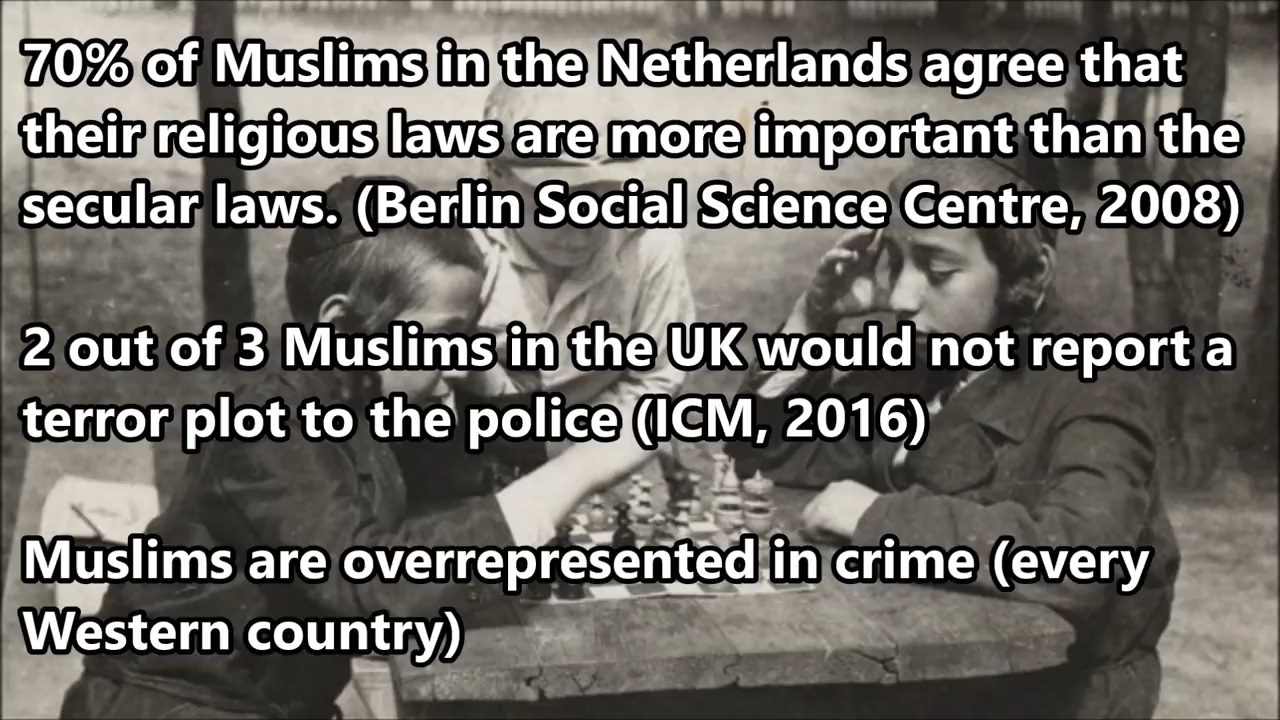 70% of Muslims in the Netherlands agree that
their religious laws are more important than the
secular laws. (Berlin Social Science Centre, 2008)
2 out of 3 Muslims in the UK would not report a
terror plot to the police (ICM, 2016)
Muslims are overrepresented in crime (every
Western country)